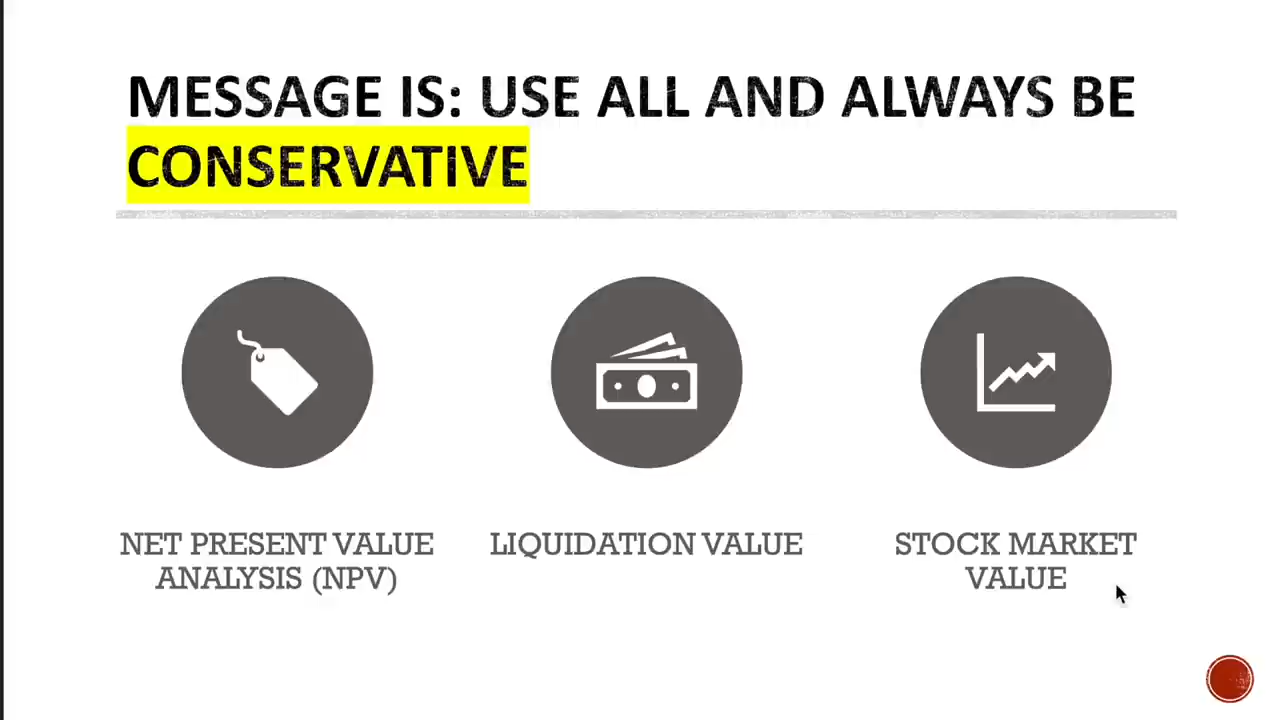 MESSAGE IS: USE ALL AND ALWAYS BE
CONSERVATIVE
NET PRESENT VALUE
ANALYSIS (NPV)
LIQUIDATION VALUE
STOCK MARKET
VALUE